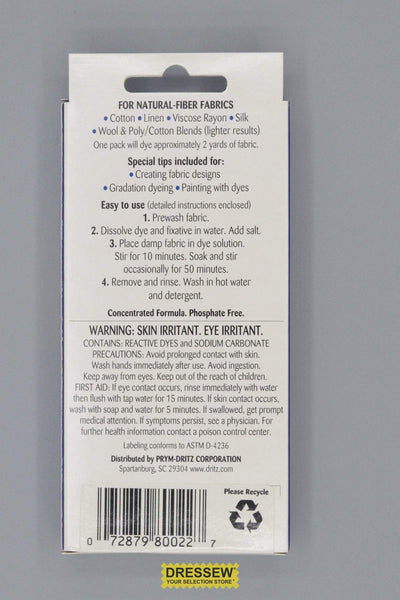 FOR NATURAL-FIBER FABRICS
• Cotton • Linen • Viscose Rayon • Silk
• Wool & Poly/Cotton Blends (lighter results)
One pack will dye approximately 2 yards of fabric.
Special tips included for:
• Creating fabric designs
• Gradation dyeing • Painting with dyes
Easy to use (detailed instructions enclosed)
1. Prewash fabric.
2. Dissolve dye and fixative in water. Add salt.
3. Place damp fabric in dye solution.
Stir for 10 minutes. Soak and stir
occasionally for 50 minutes.
4. Remove and rinse. Wash in hot water
and detergent.
Concentrated Formula. Phosphate Free.
WARNING: SKIN IRRITANT. EYE IRRITANT.
CONTAINS: REACTIVE DYES and SODIUM CARBONATE
PRECAUTIONS: Avoid prolonged contact with skin.
Wash hands immediately after use. Avoid ingestion.
Keep away from eyes. Keep out of the reach of children.
FIRST AID: If eye contact occurs, rinse immediately with water
then flush with tap water for 15 minutes. If skin contact occurs,
wash with soap and water for 5 minutes. If swallowed, get prompt
medical attention. If symptoms persist, see a physician. For
further health information contact a poison control center.
Labeling conforms to ASTM D-4236
Distributed by PRYM-DRITZ CORPORATION
Spartanburg, SC 29304 www.dritz.com
Please Recycle
0 72879 80022 7
DRESSEW
YOUR SELECTION STORE